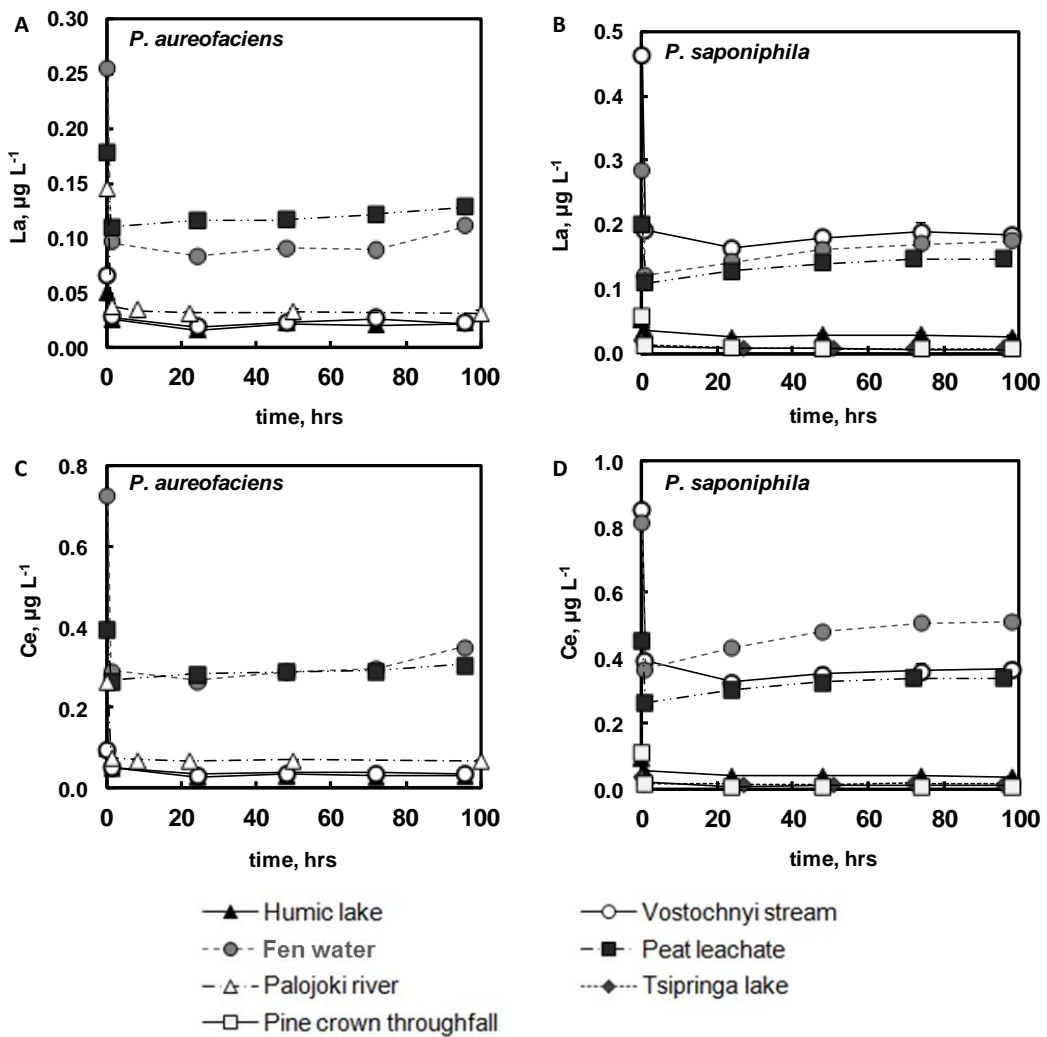 A
P. aureofaciens
La, µg L-1
0.30
0.25
0.20
0.15
0.10
0.05
0.00
0 20 40 60 80 100
time, hrs
B
P. saponiphila
La, µg L-1
0.5
0.4
0.3
0.2
0.1
0.0
0 20 40 60 80 100
time, hrs
C
P. aureofaciens
Ce, µg L-1
0.8
0.6
0.4
0.2
0.0
0 20 40 60 80 100
time, hrs
D
P. saponiphila
Ce, µg L-1
1.0
0.8
0.6
0.4
0.2
0.0
0 20 40 60 80 100
time, hrs
Humic lake
Vostochnyi stream
Fen water
Peat leachate
Palojoki river
Tsipringa lake
Pine crown throughfall